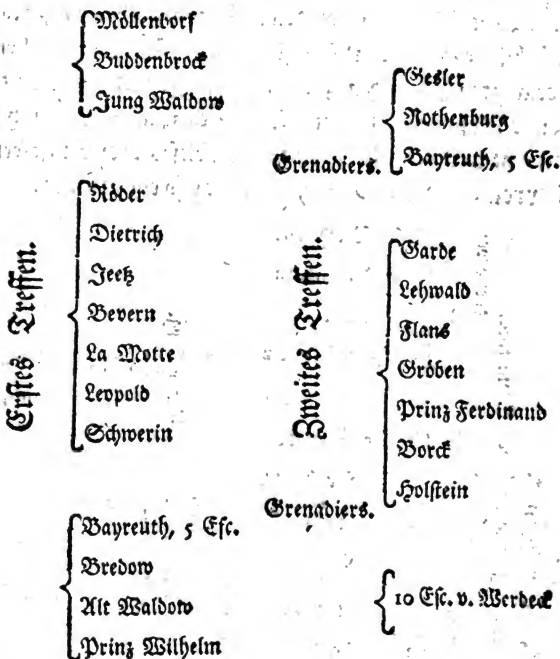 Erstes Treffen.
Möllendorf
Buddenbrock
Jung Waldow
Röder
Dietrich
Jeetz
Bevern
La Motte
Leopold
Schwerin
Bayreuth, 5 Esc.
Bredow
Alt Waldow
Prinz Wilhelm
Zweites Treffen.
Gesler
Rothenburg
Bayreuth, 5 Esc.
Grenadiers.
Garde
Lehwald
Flans
Gröben
Prinz Ferdinand
Borck
Holstein
Grenadiers.
10 Esc. v. Werbeck